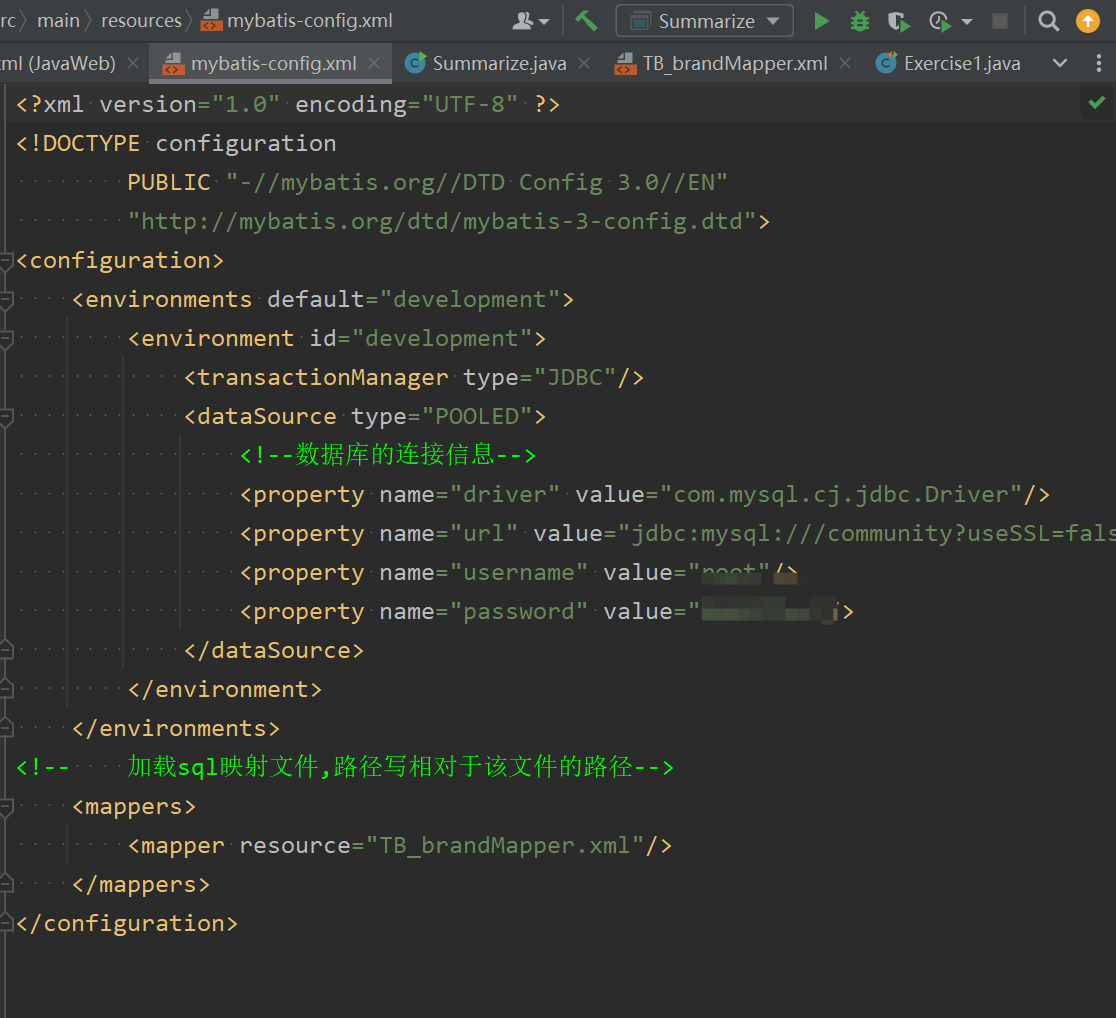 rc main resources mybatis-config.xml Summarize
ml (JavaWeb) mybatis-config.xml Summarize.java TB_brandMapper.xml Exercise1.java
<?xml version="1.0" encoding="UTF-8" ?>
<!DOCTYPE configuration
PUBLIC "-//mybatis.org//DTD Config 3.0//EN"
"http://mybatis.org/dtd/mybatis-3-config.dtd">
<configuration>
<environments default="development">
<environment id="development">
<transactionManager type="JDBC"/>
<dataSource type="POOLED">
<!--数据库的连接信息-->
<property name="driver" value="com.mysql.cj.jdbc.Driver"/>
<property name="url" value="jdbc:mysql:///community?useSSL=fals
<property name="username" value="root"/>
<property name="password" value="/>
</dataSource>
</environment>
</environments>
<!-- 加载sql映射文件,路径写相对于该文件的路径-->
<mappers>
<mapper resource="TB_brandMapper.xml"/>
</mappers>
</configuration>